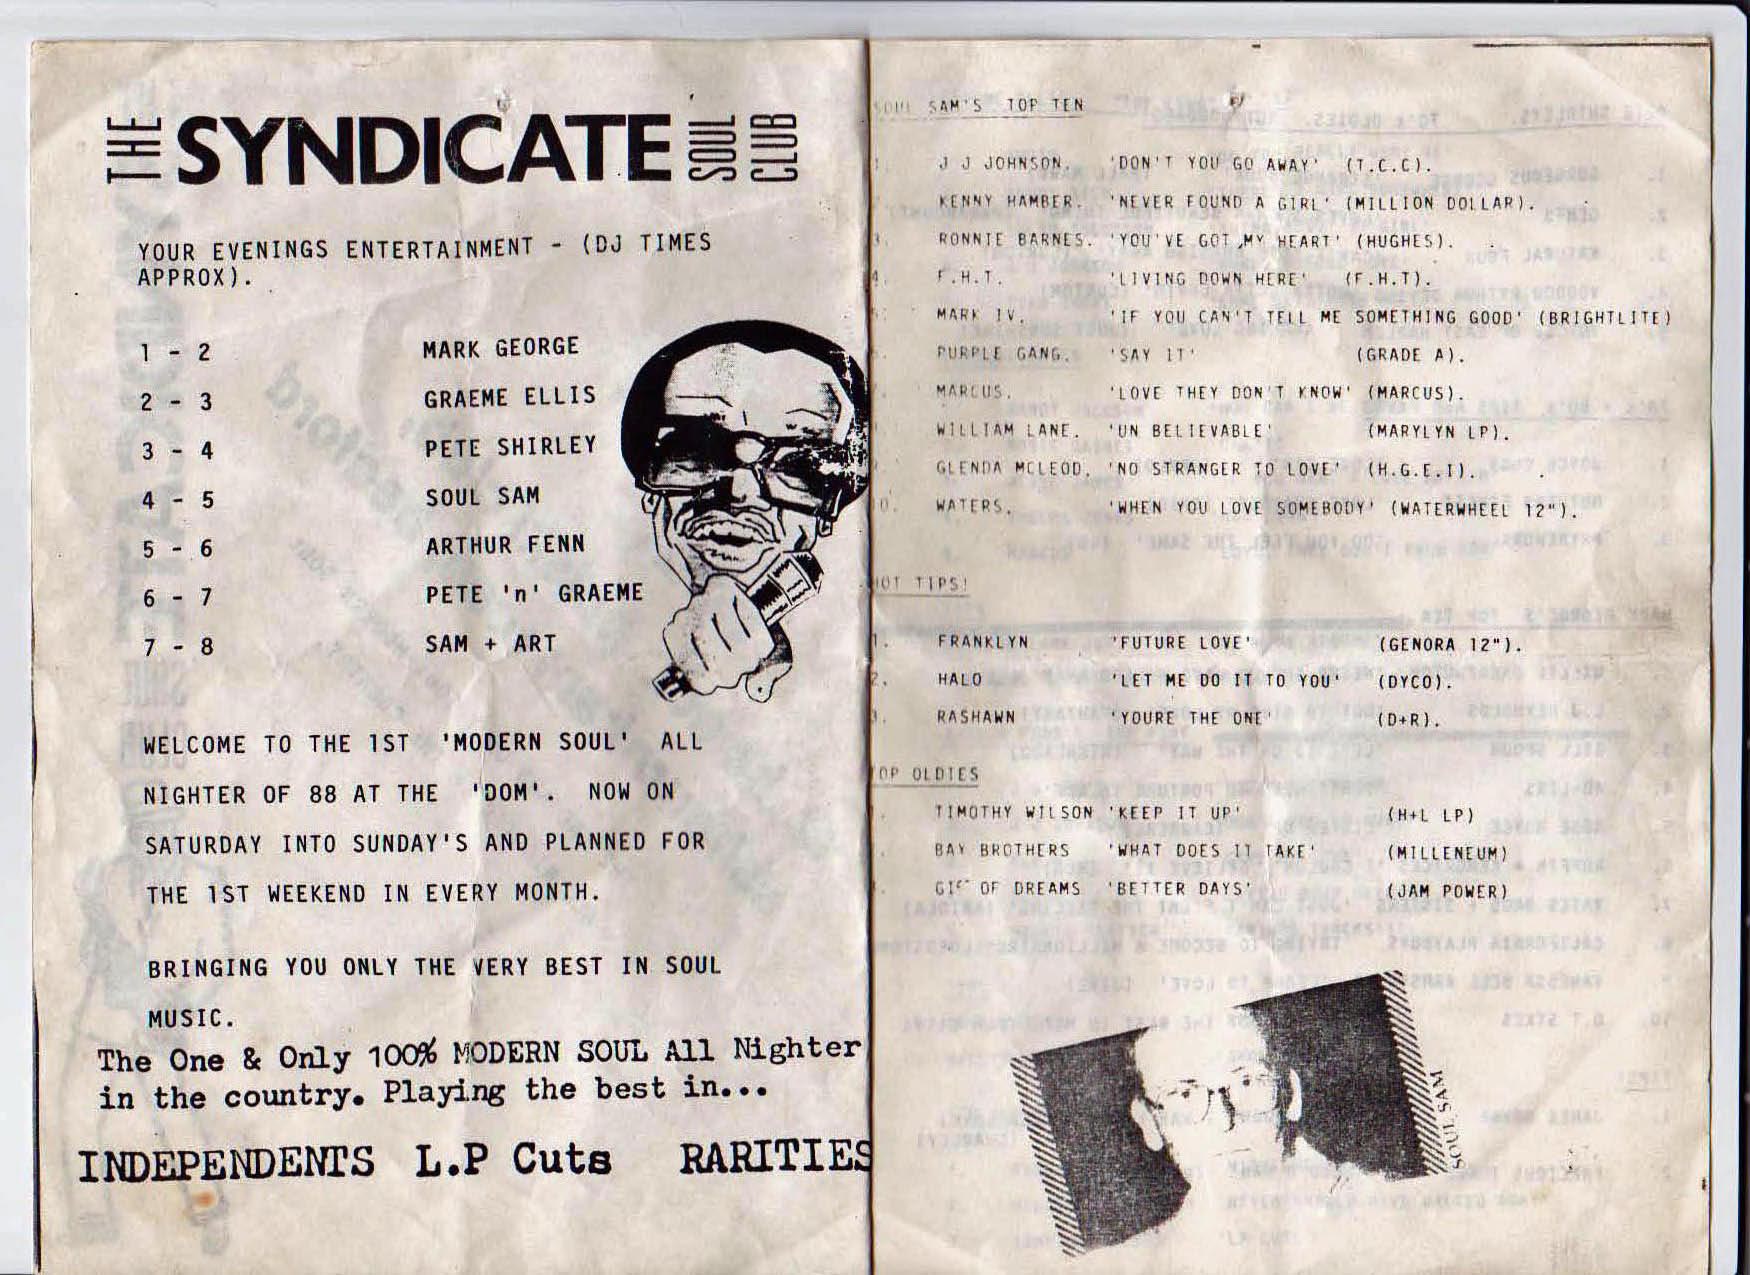 THE SYNDICATE SOUL CLUB
YOUR EVENINGS ENTERTAINMENT - (DJ TIMES
APPROX).
1 - 2 MARK GEORGE
2 - 3 GRAEME ELLIS
3 - 4 PETE SHIRLEY
4 - 5 SOUL SAM
5 - 6 ARTHUR FENN
6 - 7 PETE 'n' GRAEME
7 - 8 SAM + ART
WELCOME TO THE 1ST 'MODERN SOUL' ALL
NIGHTER OF 88 AT THE 'DOM'. NOW ON
SATURDAY INTO SUNDAY'S AND PLANNED FOR
THE 1ST WEEKEND IN EVERY MONTH.
BRINGING YOU ONLY THE VERY BEST IN SOUL
MUSIC.
The One & Only 100% MODERN SOUL All Nighter
in the country. Playing the best in...
INDEPENDENTS L.P Cuts RARITIES
SOUL SAM'S TOP TEN
J J JOHNSON. 'DON'T YOU GO AWAY' (T.C.C).
KENNY HAMBER. 'NEVER FOUND A GIRL' (MILLION DOLLAR).
RONNIE BARNES. 'YOU'VE GOT MY HEART' (HUGHES).
F.H.T. 'LIVING DOWN HERE' (F.H.T).
MARK IV. 'IF YOU CAN'T TELL ME SOMETHING GOOD' (BRIGHTLITE)
PURPLE GANG. 'SAY IT' (GRADE A).
MARCUS. 'LOVE THEY DON'T KNOW' (MARCUS).
WILLIAM LANE. 'UN BELIEVABLE' (MARYLYN LP).
GLENDA MCLEOD. 'NO STRANGER TO LOVE' (H.G.E.I).
WATERS. 'WHEN YOU LOVE SOMEBODY' (WATERWHEEL 12").
HOT TIPS!
1. FRANKLYN 'FUTURE LOVE' (GENORA 12").
2. HALO 'LET ME DO IT TO YOU' (DYCO).
3. RASHAWN 'YOURE THE ONE' (D+R).
TOP OLDIES
TIMOTHY WILSON 'KEEP IT UP' (H+L LP)
BAY BROTHERS 'WHAT DOES IT TAKE' (MILLENEUM)
OF DREAMS 'BETTER DAYS' (JAM POWER)
SOUL SAM